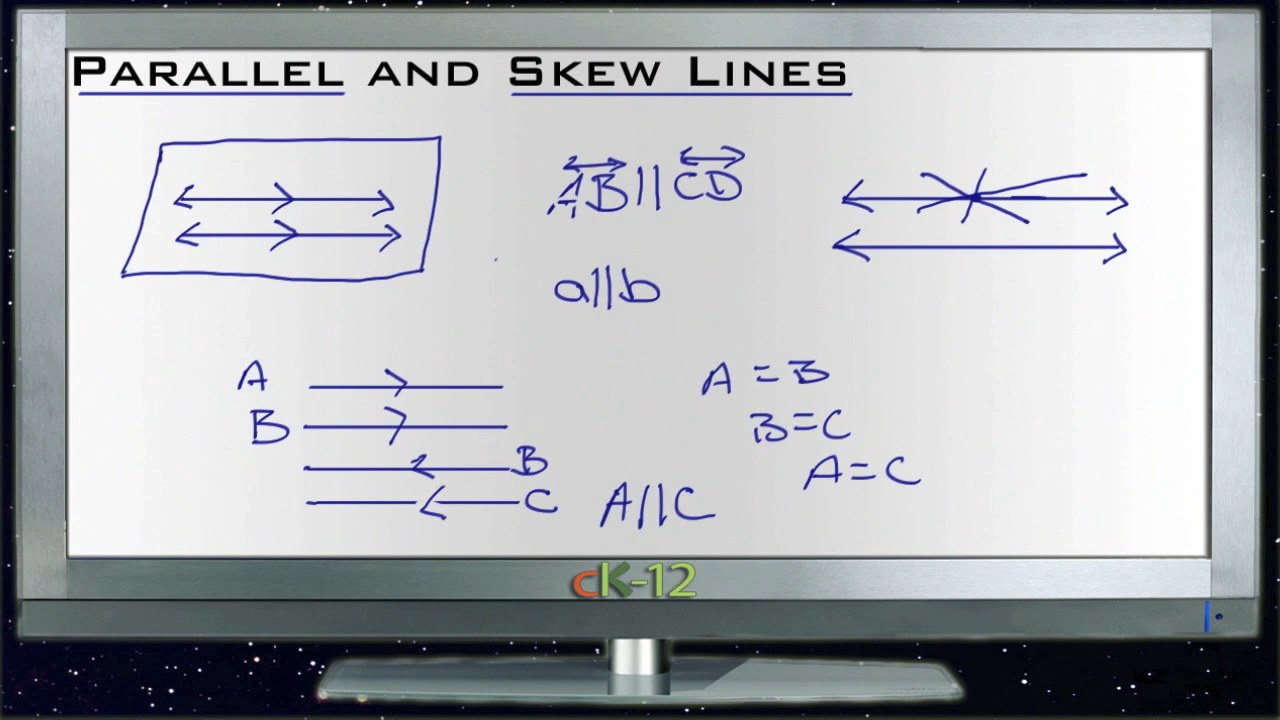 PARALLEL AND SKEW LINES
AB || CD
a||b
A
B
B
C
A||C
A = B
B=C
A=C
cK-12